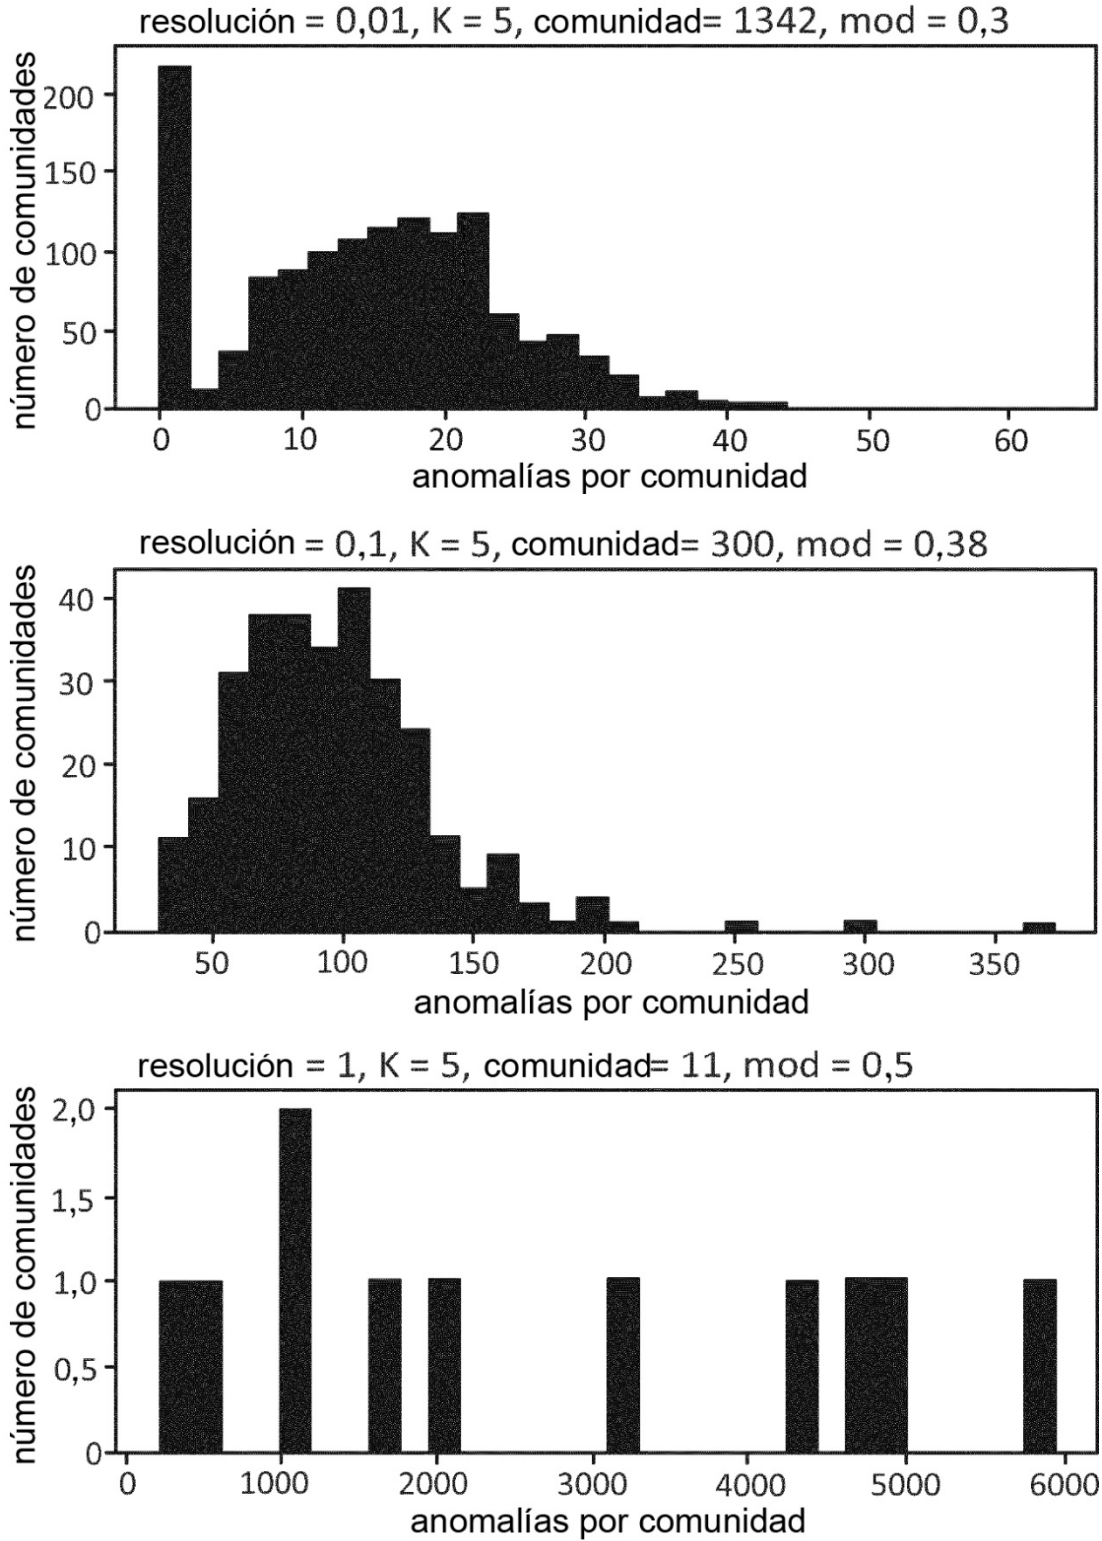 resolución = 0,01, K = 5, comunidad= 1342, mod = 0,3
número de comunidades
200
150
100
50
0
0 10 20 30 40 50 60
anomalías por comunidad
resolución = 0,1, K = 5, comunidad= 300, mod = 0,38
número de comunidades
40
30
20
10
0
50 100 150 200 250 300 350
anomalías por comunidad
resolución = 1, K = 5, comunidad= 11, mod = 0,5
número de comunidades
2,0
1,5
1,0
0,5
0
0 1000 2000 3000 4000 5000 6000
anomalías por comunidad